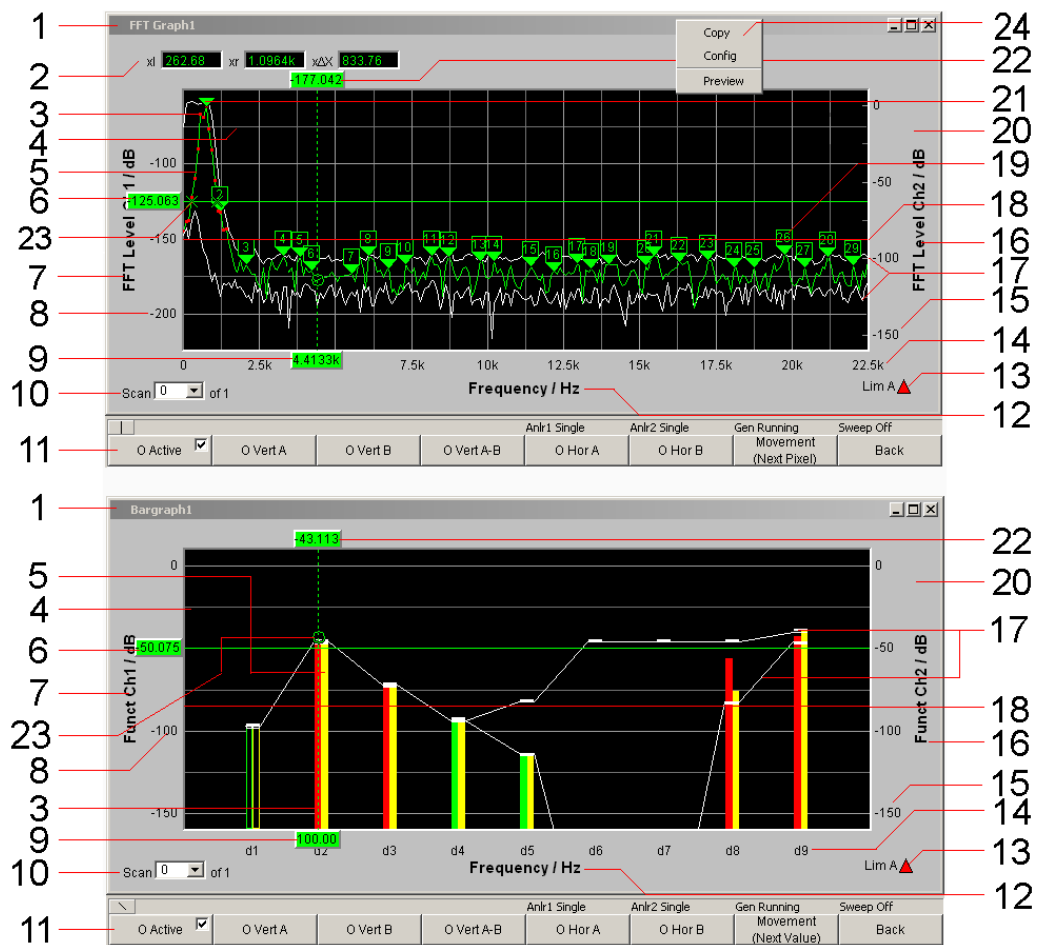 1 FFT Graph1 24
Copy
Config
Preview
2 xl 262.68 xr 1.0964k xΔX 833.76 22
-177.042
3 0 21
4 20
5 -100 19
-50
6 -125.063 2 18
23 -150 3 4 5 6 7 8 9 10 11 12 13 14 15 16 17 18 19 21 22 23 24 25 26 27 28 29 -100 16
7 FFT Level Ch1 / dB FFT Level Ch2 / dB 17
8 -200 15
-150
9 0 2.5k 4.4133k 7.5k 10k 12.5k 15k 17.5k 20k 22.5k 14
10 Scan 0 of 1 Frequency / Hz Lim A 13
12
Anlr1 Single Anlr2 Single Gen Running Sweep Off
11 O Active O Vert A O Vert B O Vert A-B O Hor A O Hor B Movement (Next Pixel) Back
1 Bargraph1
-43.113 22
5 0 0 20
4
6 -50.075 -50 17
7 Funct Ch1 / dB Funct Ch2 / dB
23 18
8 -100 -100 16
3 -150 -150 15
9 100.00 14
d1 d2 d3 d4 d5 d6 d7 d8 d9
10 Scan 0 of 1 Frequency / Hz Lim A 13
12
Anlr1 Single Anlr2 Single Gen Running Sweep Off
11 O Active O Vert A O Vert B O Vert A-B O Hor A O Hor B Movement (Next Value) Back